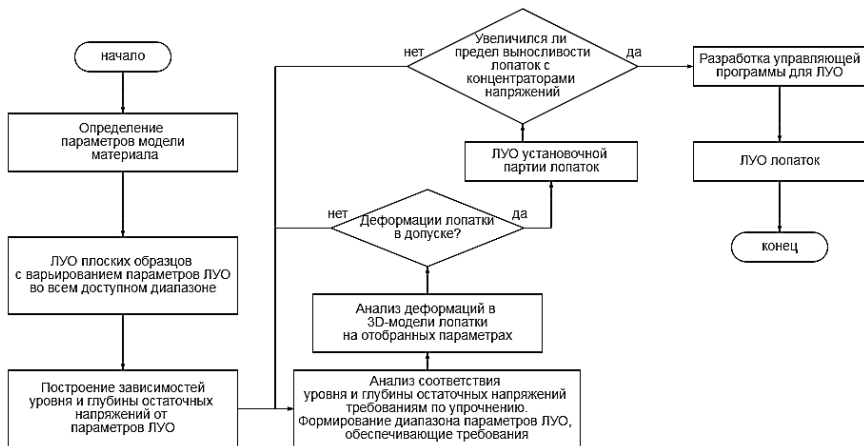 начало
Определение
параметров модели
материала
ЛУО плоских образцов
с варьированием параметров ЛУО
во всем доступном диапазоне
Построение зависимостей
уровня и глубины остаточных
напряжений от
параметров ЛУО
Анализ соответствия
уровня и глубины остаточных напряжений
требованиям по упрочнению.
Формирование диапазона параметров ЛУО,
обеспечивающие требования
Анализ деформаций в
3D-модели лопатки
на отобранных параметрах
нет
Деформации лопатки
в допуске?
да
ЛУО установочной
партии лопаток
нет
Увеличился ли
предел выносливости
лопаток с
концентраторами
напряжений
да
Разработка управляющей
программы для ЛУО
ЛУО лопаток
конец